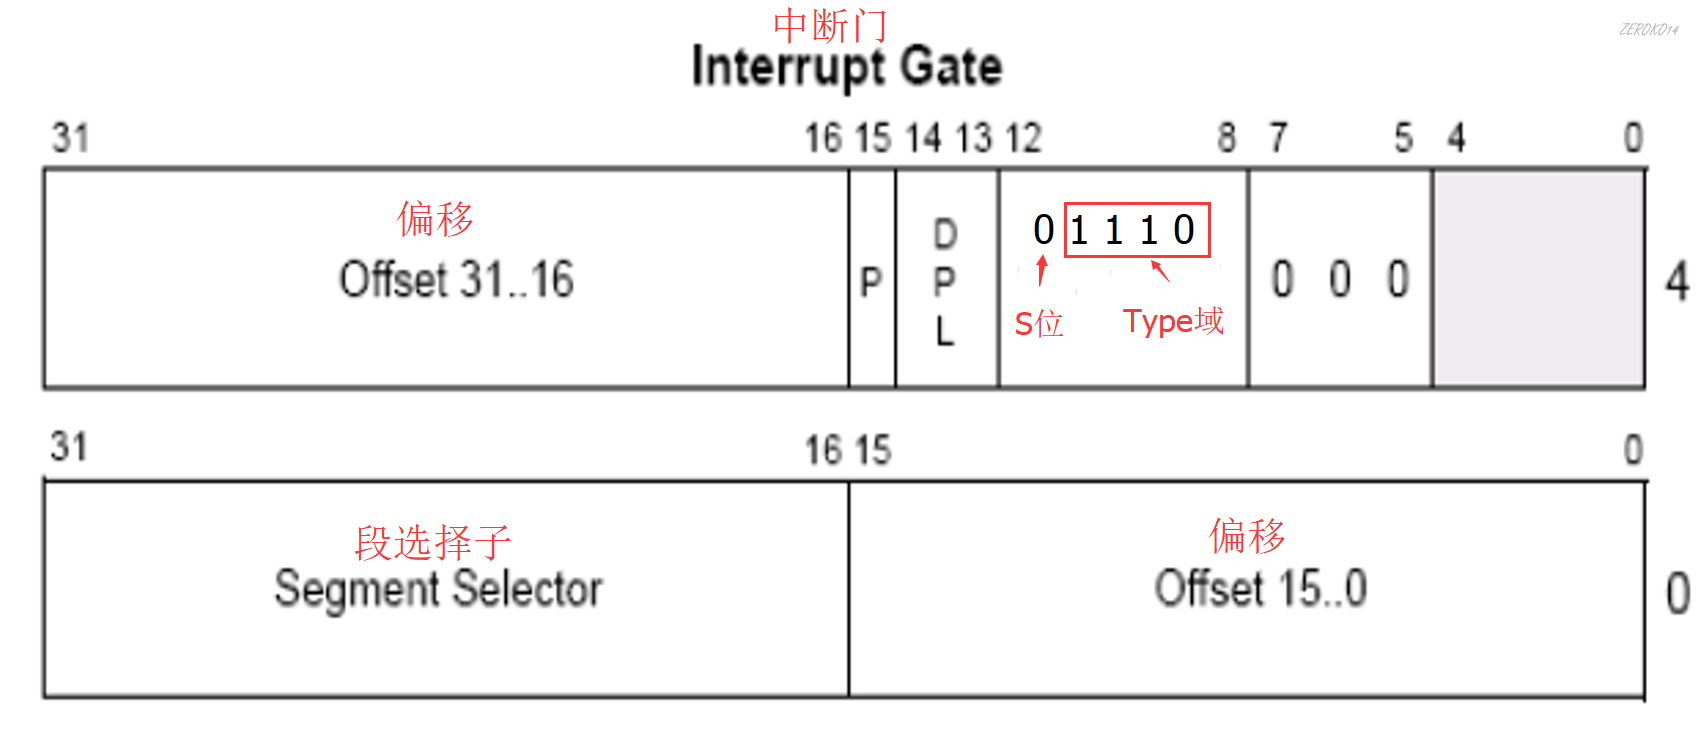 中断门
ZEROKO14
Interrupt Gate
31 16 15 14 13 12 8 7 5 4 0
偏移
Offset 31..16
P
D
P
L
0 1 1 1 0
S位
Type域
0 0 0
4
31 16 15 0
段选择子
Segment Selector
偏移
Offset 15..0
0